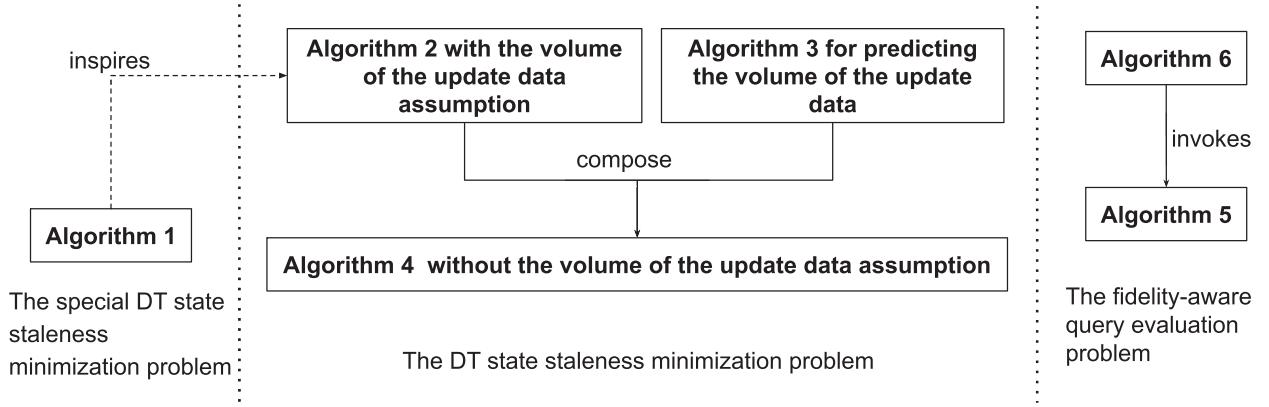 inspires
Algorithm 1
The special DT state
staleness
minimization problem
Algorithm 2 with the volume
of the update data
assumption
Algorithm 3 for predicting
the volume of the update
data
compose
Algorithm 4 without the volume of the update data assumption
The DT state staleness minimization problem
Algorithm 6
invokes
Algorithm 5
The fidelity-aware
query evaluation
problem